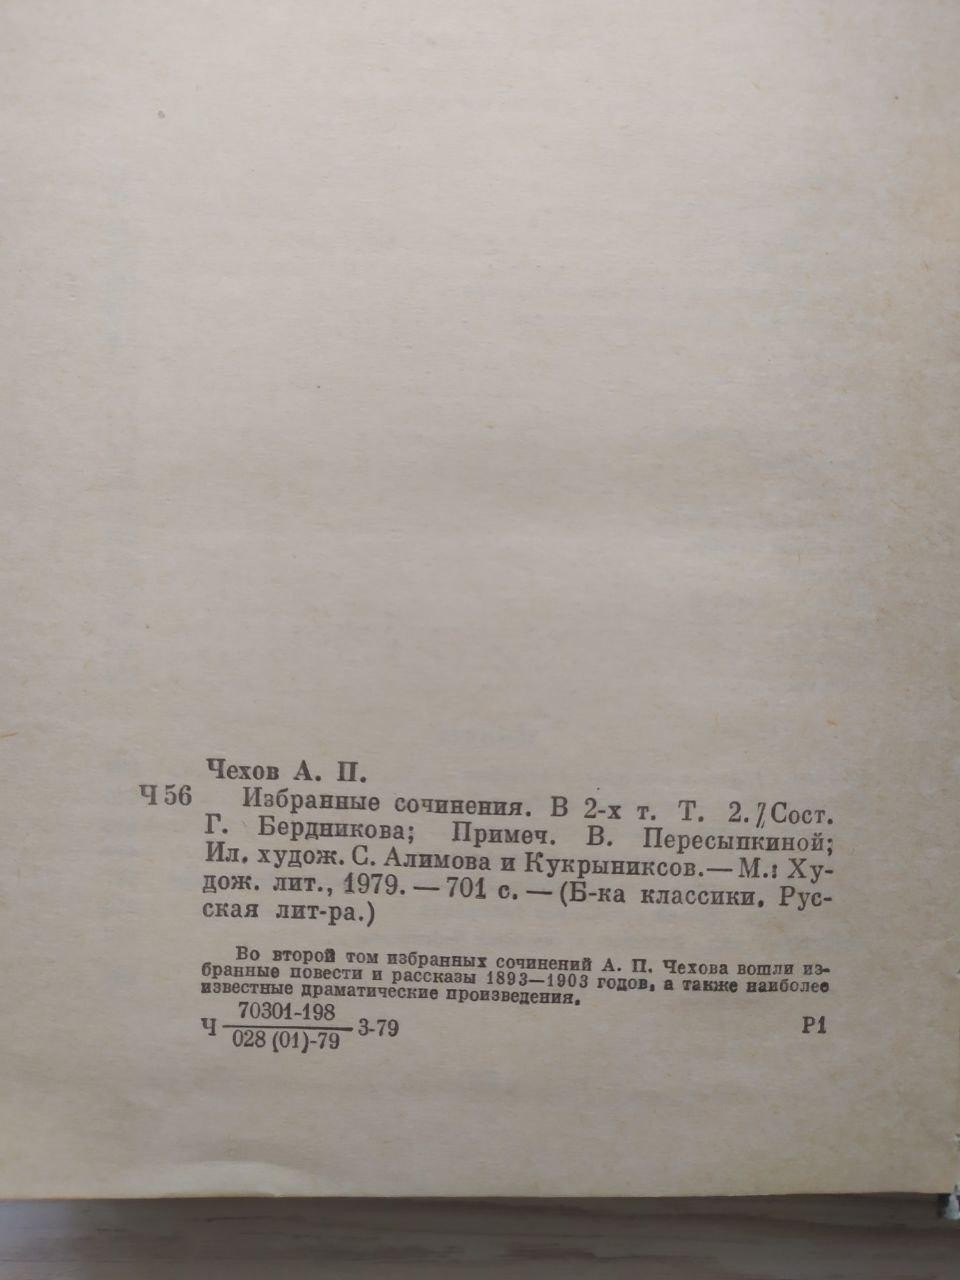 Чехов А. П.
Ч 56 Избранные сочинения. В 2-х т. Т. 2. / Сост.
Г. Бердникова; Примеч. В. Пересыпкиной;
Ил. худож. С. Алимова и Кукрыниксов. — М.: Ху-
дож. лит., 1979. — 701 с. — (Б-ка классики. Рус-
ская лит-ра.)
Во второй том избранных сочинений А. П. Чехова вошли из-
бранные повести и рассказы 1893—1903 годов, а также наиболее
известные драматические произведения.
70301-198
Ч 3-79 Р1
028 (01)-79